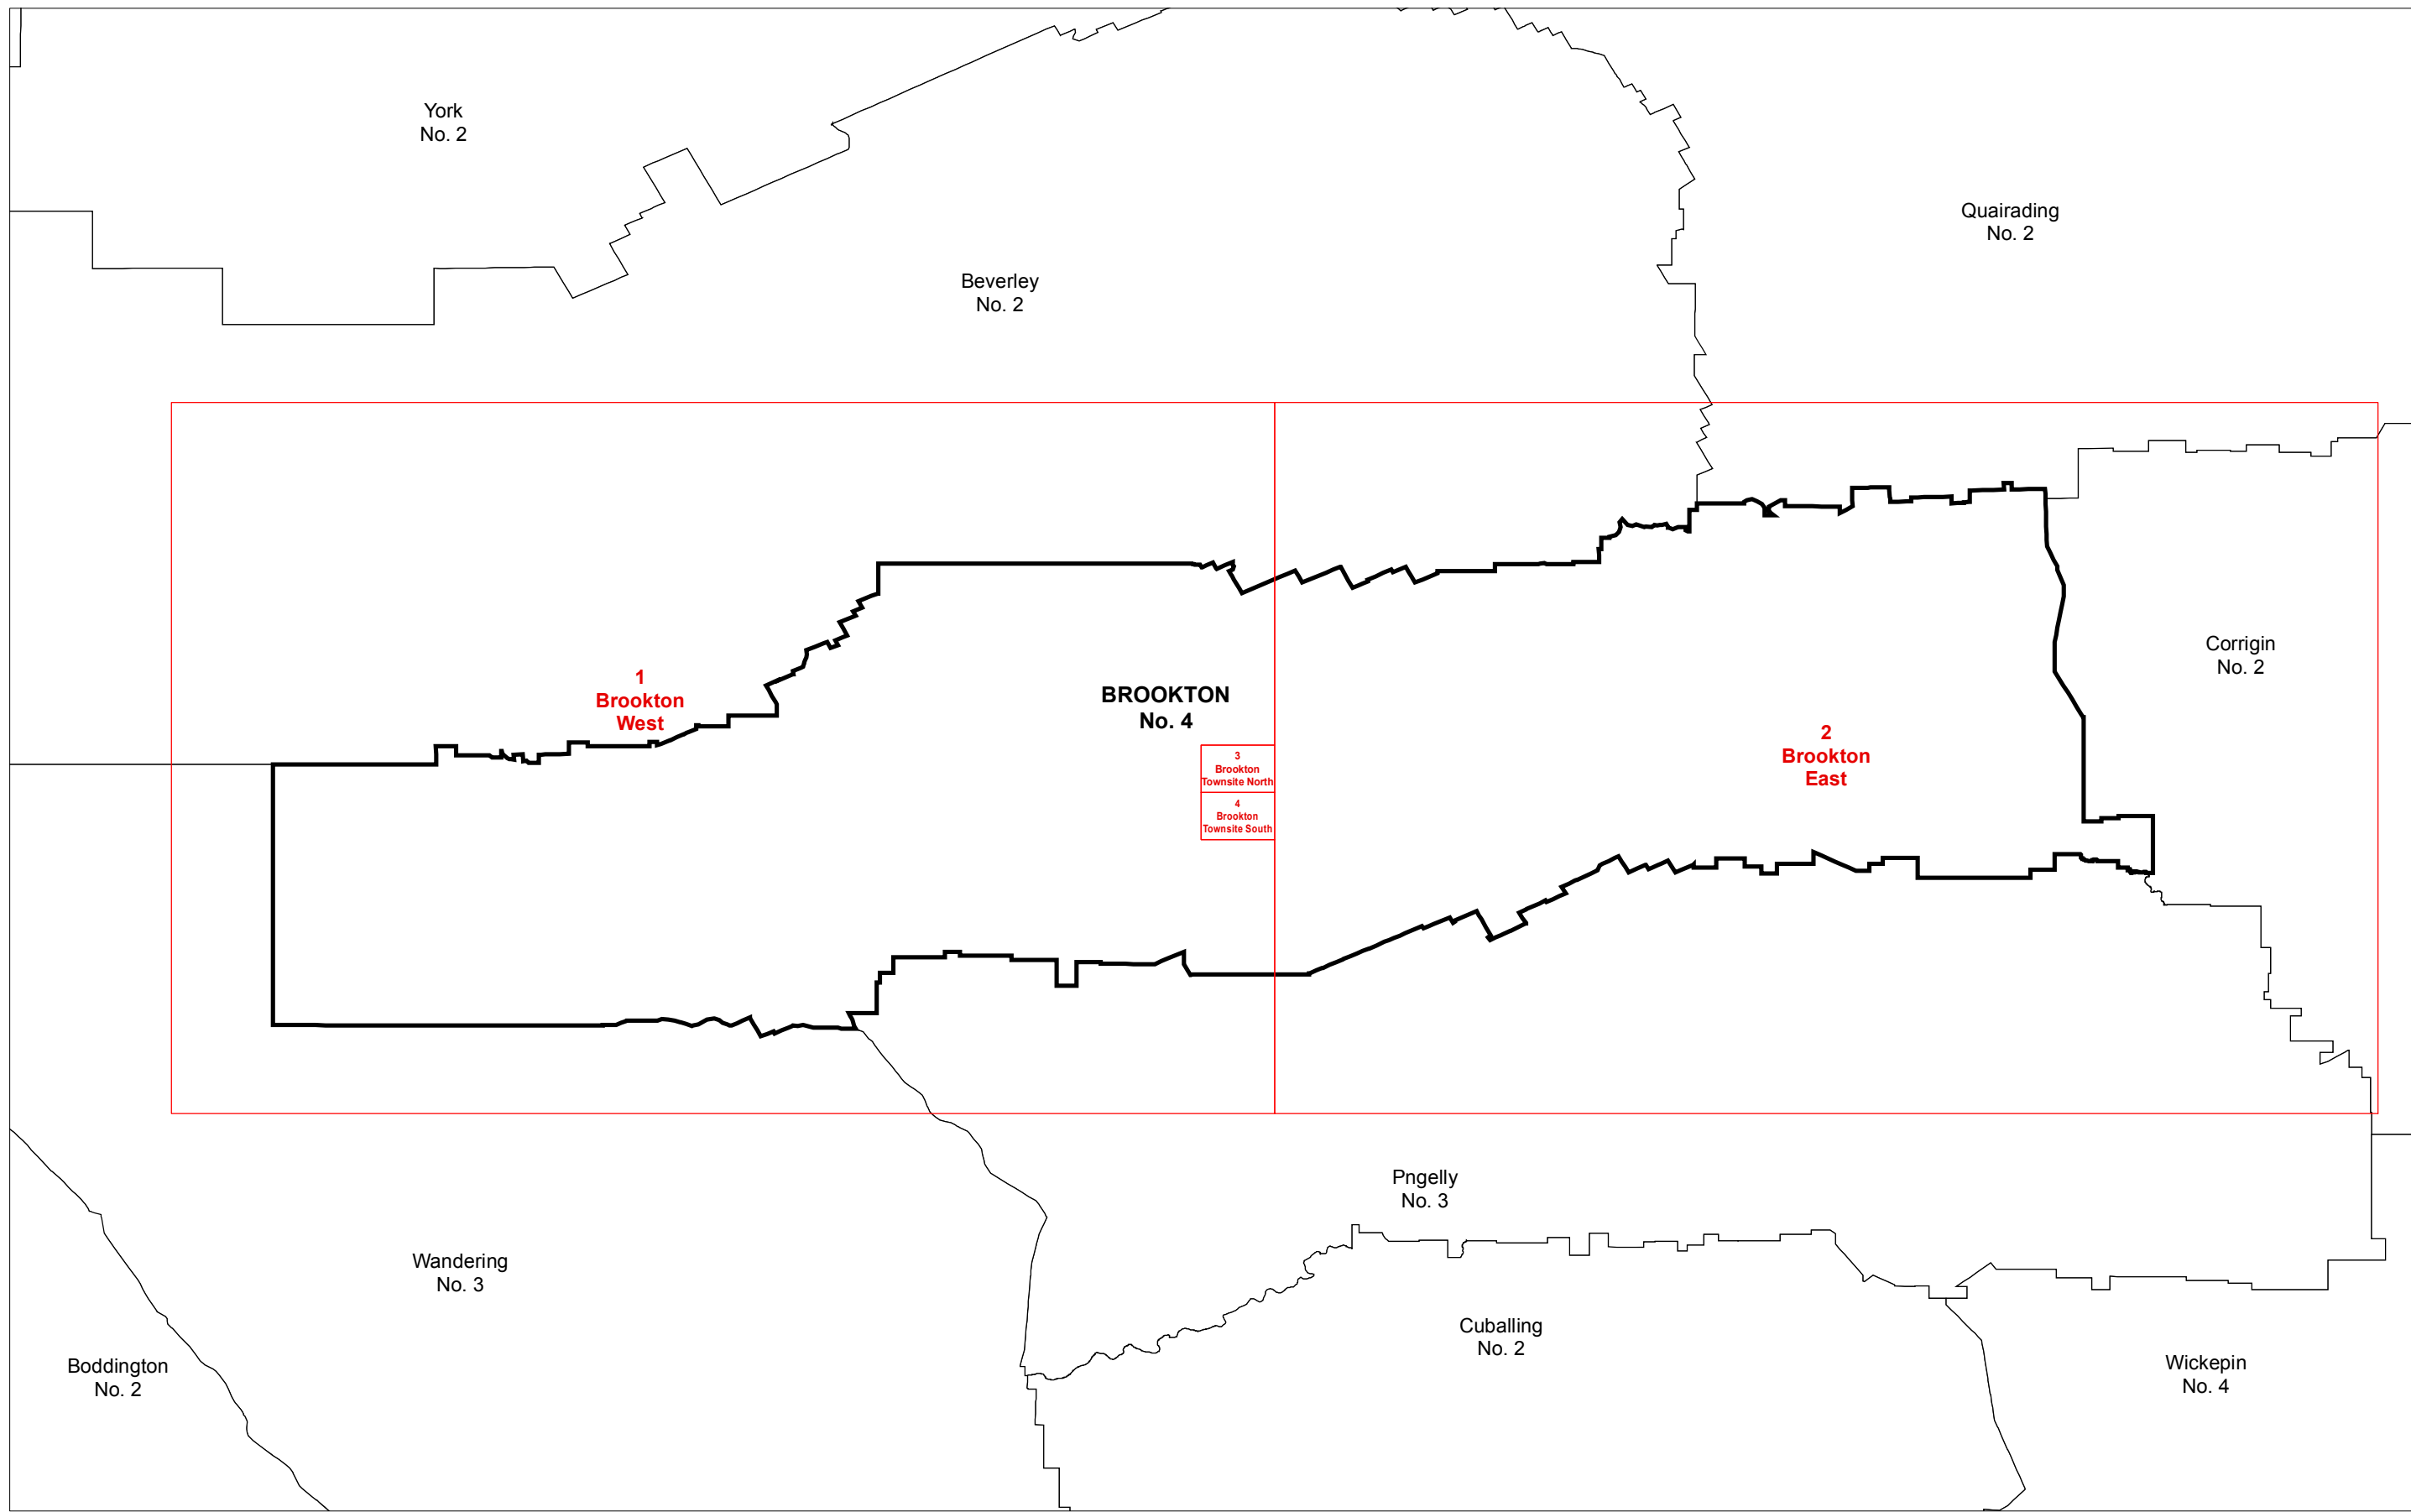 York
No. 2
Quairading
No. 2
Beverley
No. 2
Corrigin
No. 2
1
Brookton
West
BROOKTON
No. 4
2
Brookton
East
3
Brookton
Townsite North
4
Brookton
Townsite South
Pngelly
No. 3
Wandering
No. 3
Cuballing
No. 2
Boddington
No. 2
Wickepin
No. 4